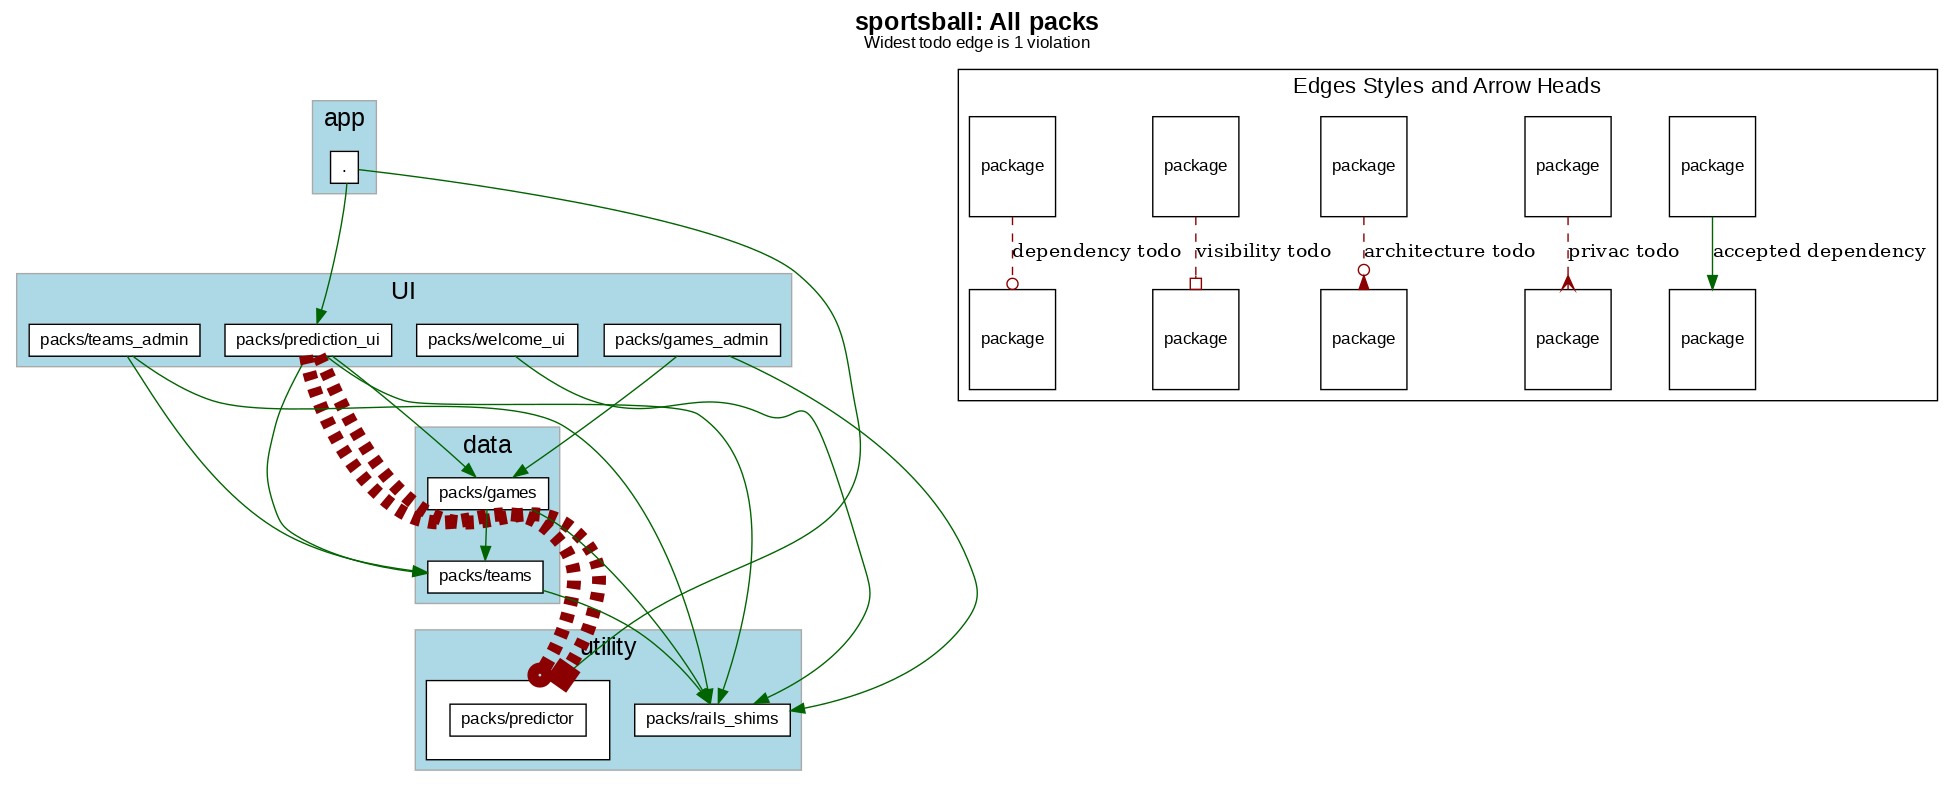 sportsball: All packs
Widest todo edge is 1 violation
app
.
UI
packs/teams_admin
packs/prediction_ui
packs/welcome_ui
packs/games_admin
data
packs/games
packs/teams
utility
packs/predictor
packs/rails_shims
Edges Styles and Arrow Heads
package
package
package
package
package
dependency todo
visibility todo
architecture todo
privac todo
accepted dependency
package
package
package
package
package